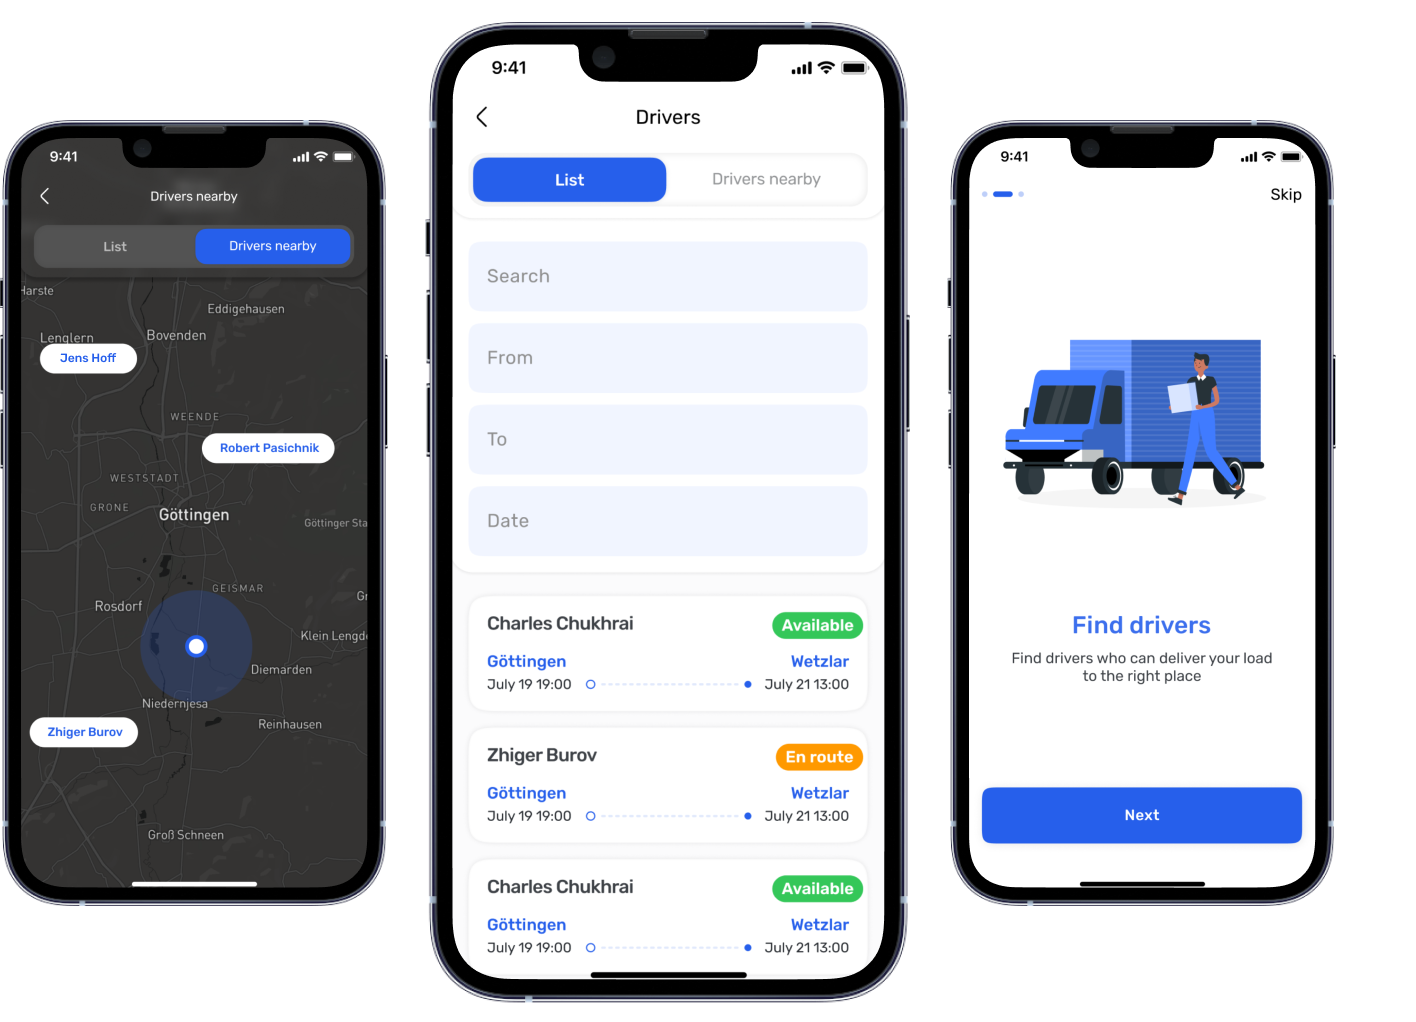 9:41
Drivers nearby
List
Drivers nearby
Harste
Eddigehausen
Lenglern
Bovenden
Jens Hoff
WEENDE
Robert Pasichnik
WESTSTADT
GRONE
Göttingen
Göttinger Sta
GEISMAR
Gr
Rosdorf
Klein Lengd
Diemarden
Niedernjesa
Reinhausen
Zhiger Burov
Groß Schneen
9:41
Drivers
List
Drivers nearby
Search
From
To
Date
Charles Chukhrai
Available
Göttingen
Wetzlar
July 19 19:00
July 21 13:00
Zhiger Burov
En route
Göttingen
Wetzlar
July 19 19:00
July 21 13:00
Charles Chukhrai
Available
Göttingen
Wetzlar
July 19 19:00
July 21 13:00
9:41
Skip
Find drivers
Find drivers who can deliver your load
to the right place
Next